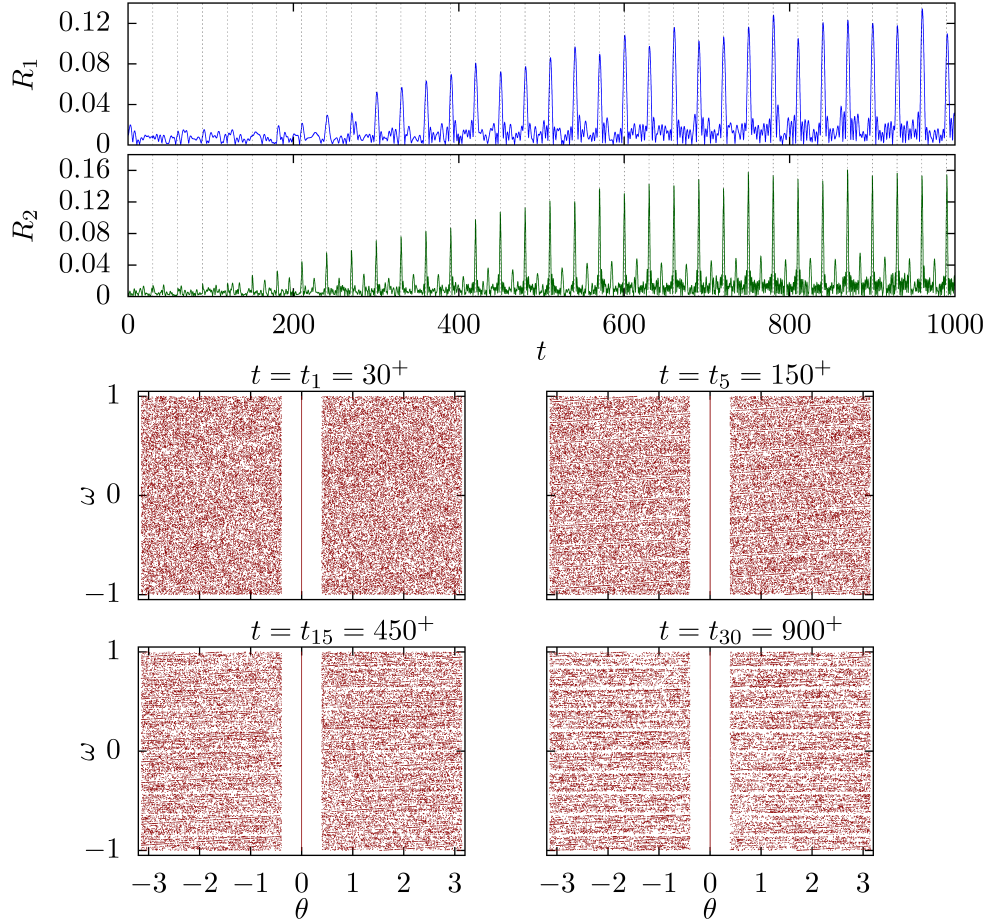 0.12
0.08
R₁
0.04
0
0.16
0.12
R₂
0.08
0.04
0
0 200 400 600 800 1000
t
t = t₁ = 30⁺ t = t₅ = 150⁺
1
ω 0
−1
t = t₁₅ = 450⁺ t = t₃₀ = 900⁺
1
ω 0
−1
−3 −2 −1 0 1 2 3 −3 −2 −1 0 1 2 3
θ θ